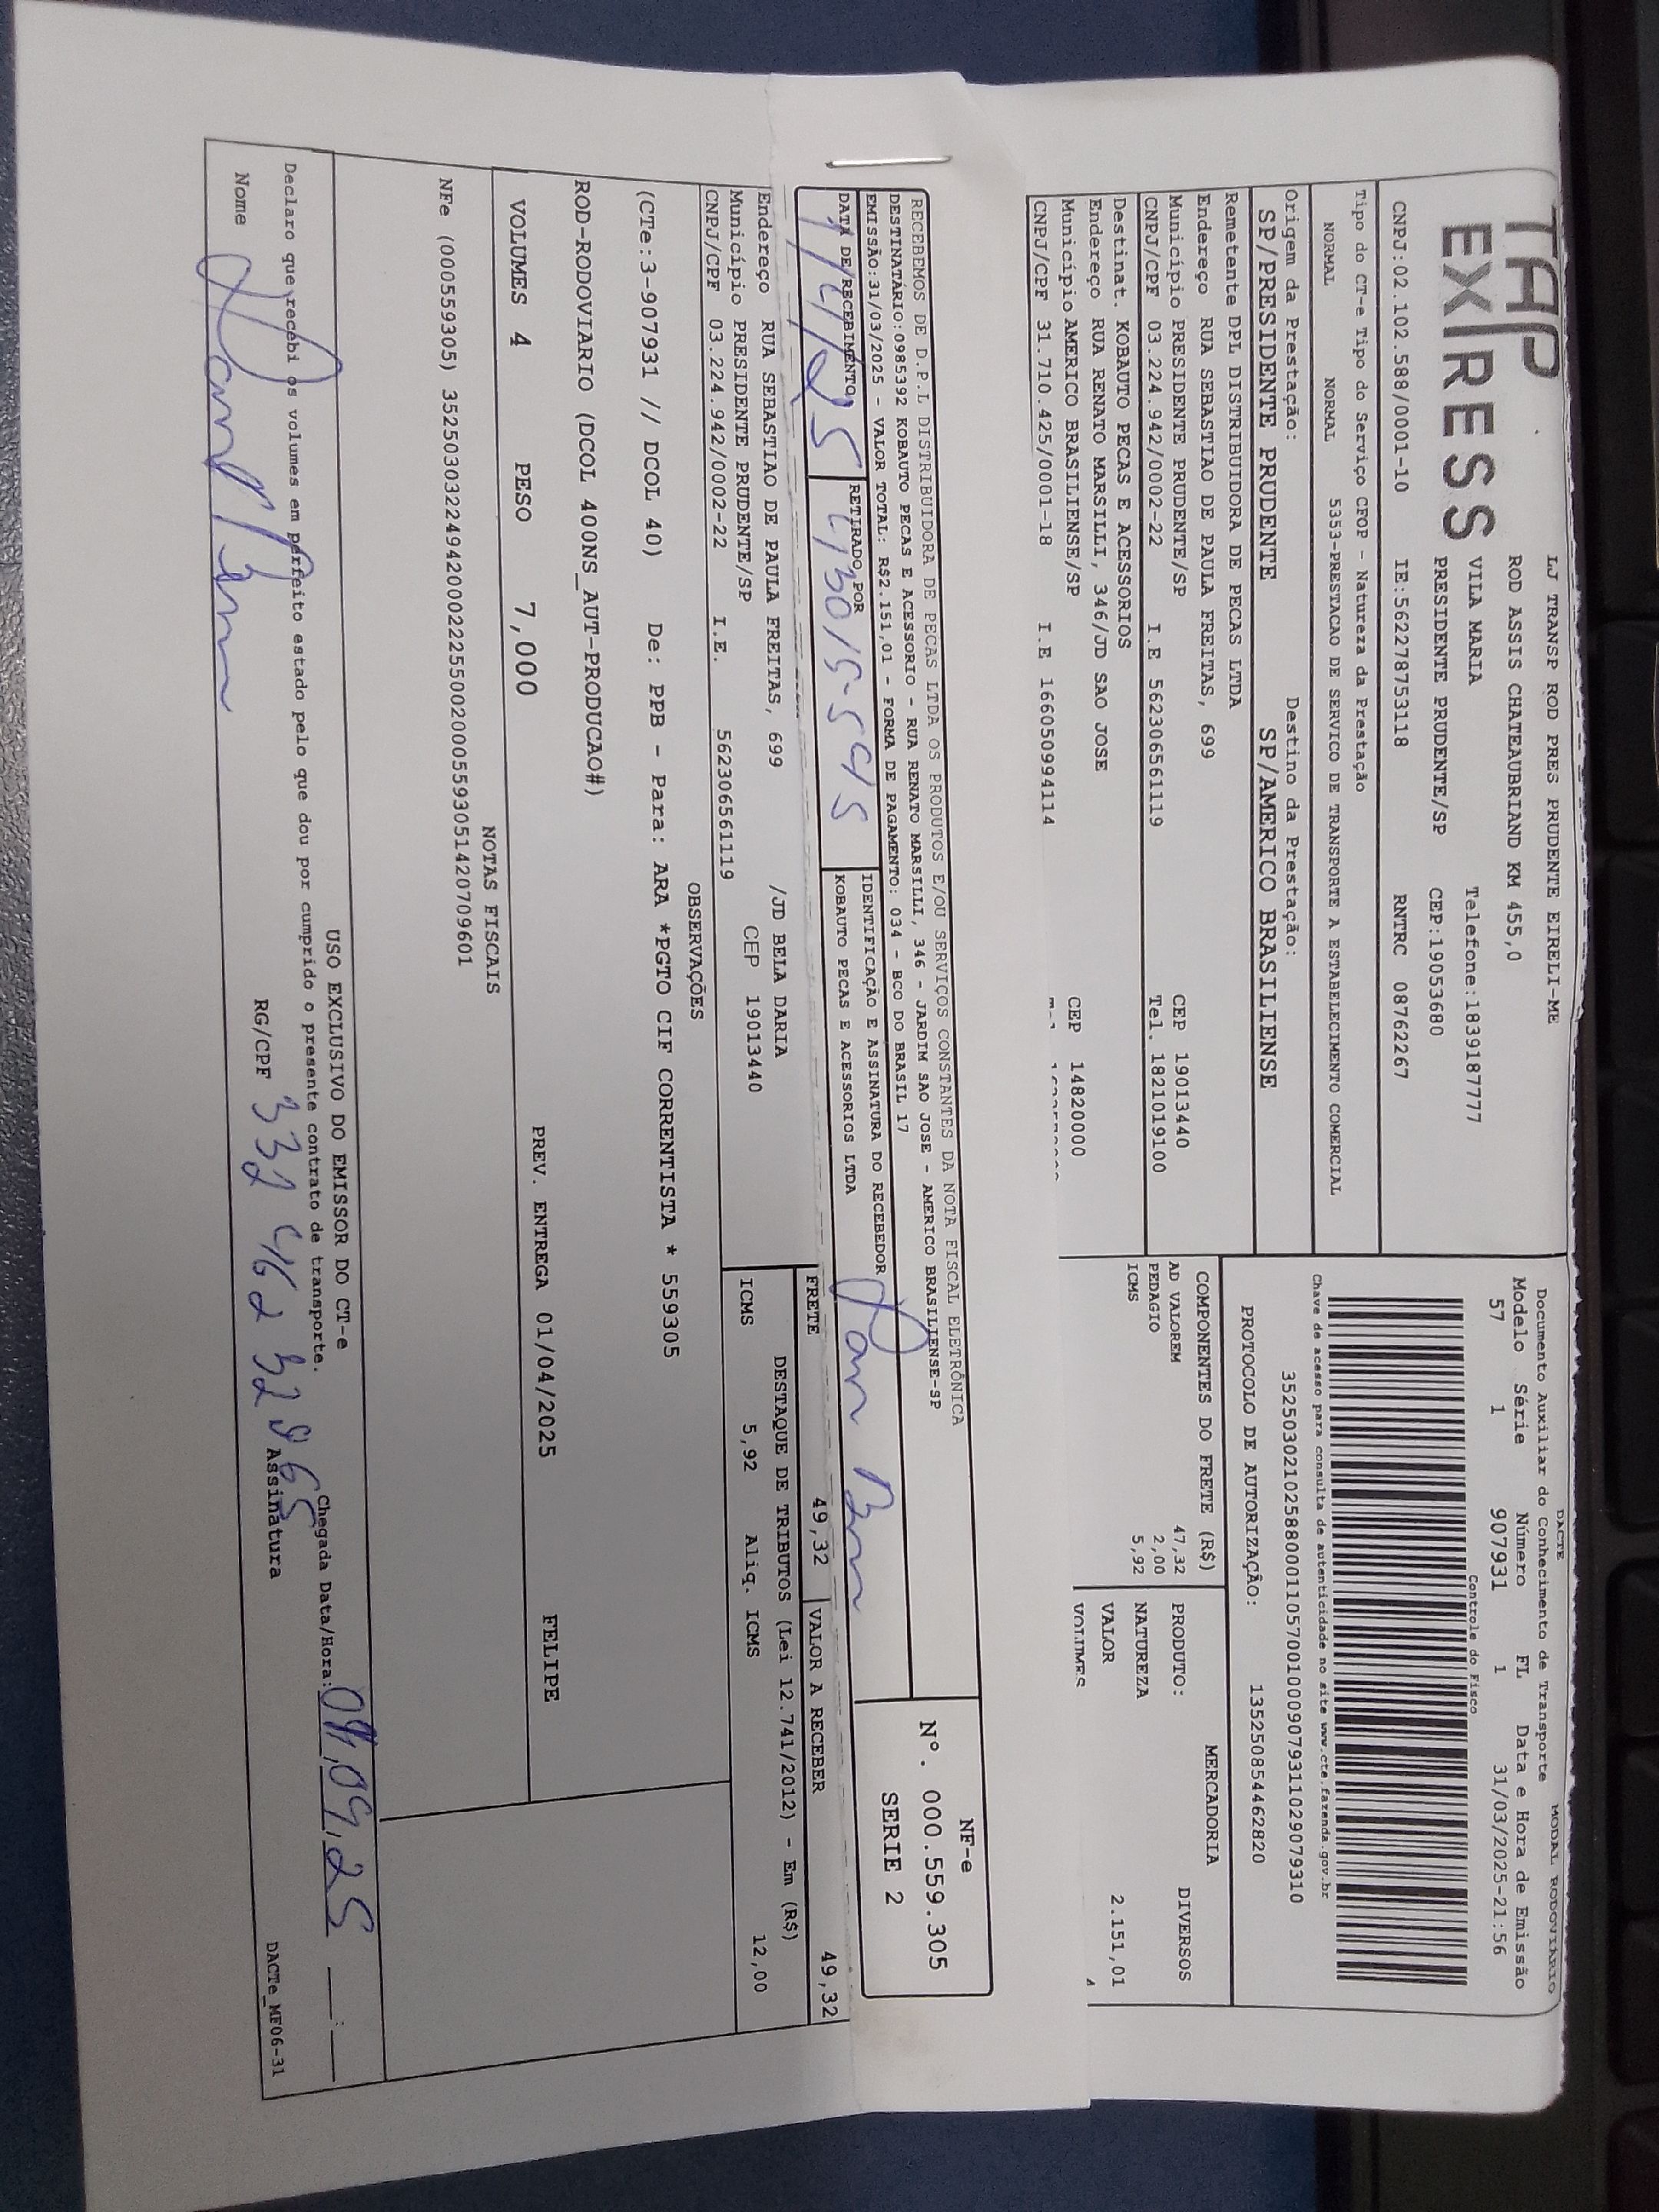 TAP
EXPRESS
LJ TRANSP ROD PRES PRUDENTE EIRELI-ME
ROD ASSIS CHATEAUBRIAND KM 455,0
VILA MARIA Telefone:1839187777
PRESIDENTE PRUDENTE/SP CEP:19053680
CNPJ:02.102.588/0001-10 IE:562278753118 RNTRC 08762267
DACTE MODAL RODOVIÁRIO
Documento Auxiliar do Conhecimento de Transporte
Modelo Série Número FL Data e Hora de Emissão
57 1 907931 1 31/03/2025-21:56
Controle do Fisco
Chave de acesso para consulta de autenticidade no site www.cte.fazenda.gov.br
35250302102588000110570010009079311029079310
PROTOCOLO DE AUTORIZAÇÃO: 135250854462820
Tipo do CT-e Tipo do Serviço CFOP - Natureza da Prestação
NORMAL NORMAL 5353-PRESTACAO DE SERVICO DE TRANSPORTE A ESTABELECIMENTO COMERCIAL
Origem da Prestação: Destino da Prestação:
SP/PRESIDENTE PRUDENTE SP/AMERICO BRASILIENSE
Remetente DPL DISTRIBUIDORA DE PECAS LTDA
Endereço RUA SEBASTIAO DE PAULA FREITAS, 699
Município PRESIDENTE PRUDENTE/SP CEP 19013440
CNPJ/CPF 03.224.942/0002-22 I.E 562306561119 Tel. 1821019100
Destinat. KOBAUTO PECAS E ACESSORIOS
Endereço RUA RENATO MARSILLI, 346/JD SAO JOSE
Município AMERICO BRASILIENSE/SP CEP 14820000
CNPJ/CPF 31.710.425/0001-18 I.E 166050994114
COMPONENTES DO FRETE (R$)
AD VALOREM 47,32
PEDAGIO 2,00
ICMS 5,92
MERCADORIA
PRODUTO: DIVERSOS
NATUREZA
VALOR 2.151,01
VOLUMES
RECEBEMOS DE D.P.L DISTRIBUIDORA DE PECAS LTDA OS PRODUTOS E/OU SERVIÇOS CONSTANTES DA NOTA FISCAL ELETRÔNICA
DESTINATÁRIO:0985392 KOBAUTO PECAS E ACESSORIO - RUA RENATO MARSILLI, 346 - JARDIM SAO JOSE - AMERICO BRASILIENSE-SP
EMISSÃO:31/03/2025 - VALOR TOTAL: R$2.151,01 - FORMA DE PAGAMENTO: 034 - BCO DO BRASIL 17
DATA DE RECEBIMENTO RETIRADO POR IDENTIFICAÇÃO E ASSINATURA DO RECEBEDOR
KOBAUTO PECAS E ACESSORIOS LTDA
NF-e
Nº. 000.559.305
SERIE 2
Endereço RUA SEBASTIAO DE PAULA FREITAS, 699 /JD BELA DARIA
Município PRESIDENTE PRUDENTE/SP CEP 19013440
CNPJ/CPF 03.224.942/0002-22 I.E. 562306561119
FRETE 49,32 VALOR A RECEBER 49,32
DESTAQUE DE TRIBUTOS (Lei 12.741/2012) - Em (R$)
ICMS 5,92 Aliq. ICMS 12,00
OBSERVAÇÕES
(CTe:3-907931 // DCOL 40) De: PPB - Para: ARA *PGTO CIF CORRENTISTA * 559305
ROD-RODOVIARIO (DCOL 400NS_AUT-PRODUCAO#)
VOLUMES 4 PESO 7,000 PREV. ENTREGA 01/04/2025 FELIPE
NOTAS FISCAIS
NFe (000559305) 35250303224942000222550020005593051420709601
USO EXCLUSIVO DO EMISSOR DO CT-e
Declaro que recebi os volumes em perfeito estado pelo que dou por cumprido o presente contrato de transporte.
Chegada Data/Hora:
Nome RG/CPF Assinatura
DACTe_MF06-31